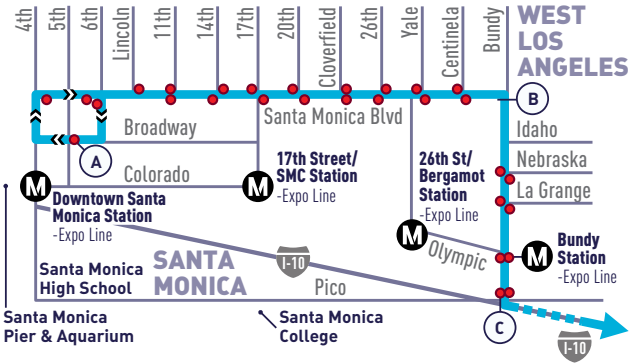 4th
5th
6th
Lincoln
11th
14th
17th
20th
Cloverfield
26th
Yale
Centinela
Bundy
WEST
LOS
ANGELES
Santa Monica Blvd
B
Broadway
Idaho
A
Colorado
17th Street/
SMC Station
-Expo Line
26th St/
Bergamot
Station
-Expo Line
Nebraska
La Grange
M
M
Downtown Santa
Monica Station
-Expo Line
M
Olympic
M
Bundy
Station
-Expo Line
I-10
SANTA
MONICA
Santa Monica
High School
Pico
Santa Monica
Pier & Aquarium
Santa Monica
College
C
I-10